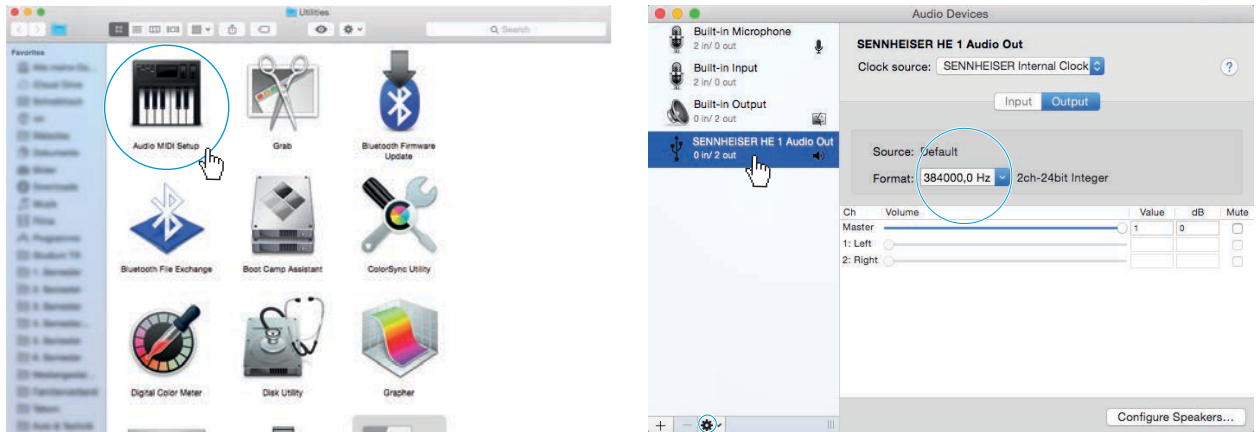 Utilities
Search
Favorites
Audio MIDI Setup
Grab
Bluetooth Firmware
Update
Bluetooth File Exchange
Boot Camp Assistant
ColorSync Utility
Digital Color Meter
Disk Utility
Grapher
Audio Devices
Built-in Microphone
2 in/ 0 out
Built-in Input
2 in/ 0 out
Built-in Output
0 in/ 2 out
SENNHEISER HE 1 Audio Out
0 in/ 2 out
SENNHEISER HE 1 Audio Out
Clock source: SENNHEISER Internal Clock
?
Input Output
Source: Default
Format: 384000,0 Hz 2ch-24bit Integer
Ch Volume Value dB Mute
Master 1 0
1: Left
2: Right
+ −
Configure Speakers...